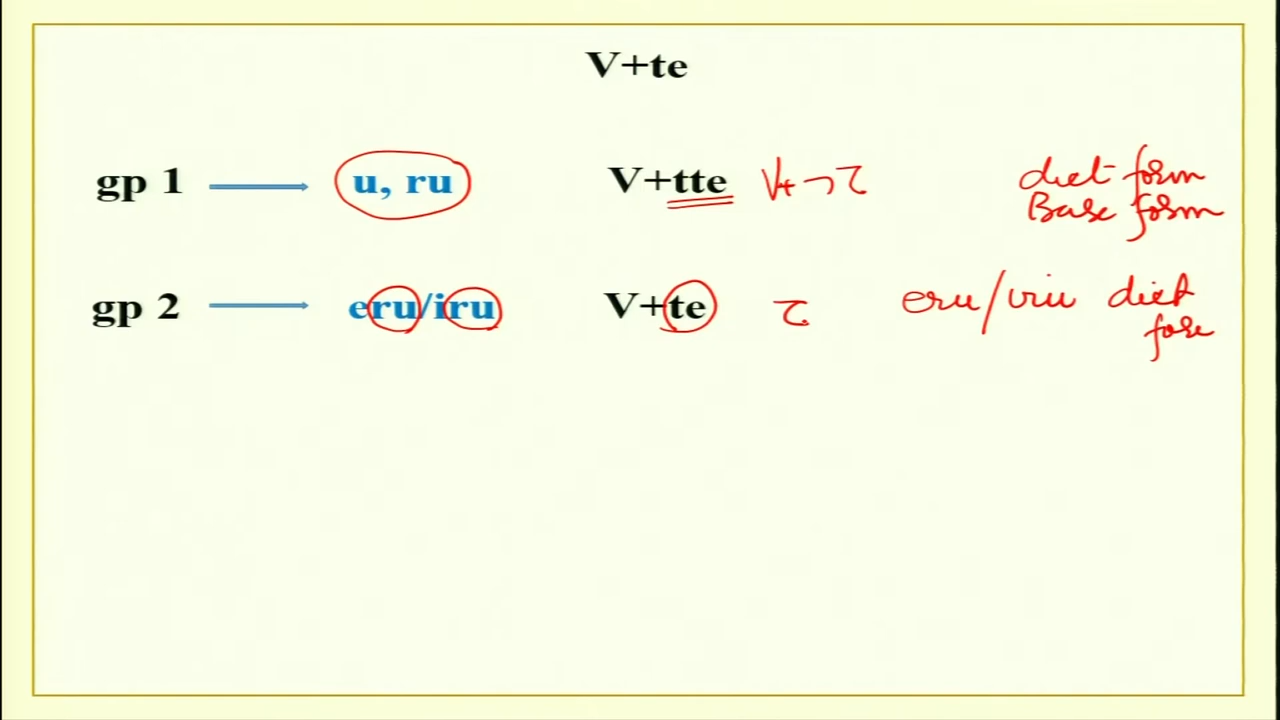 V+te
gp 1 → u, ru V+tte V+ って dict form
Base form
gp 2 → eru/iru V+te て eru/iru dict
form